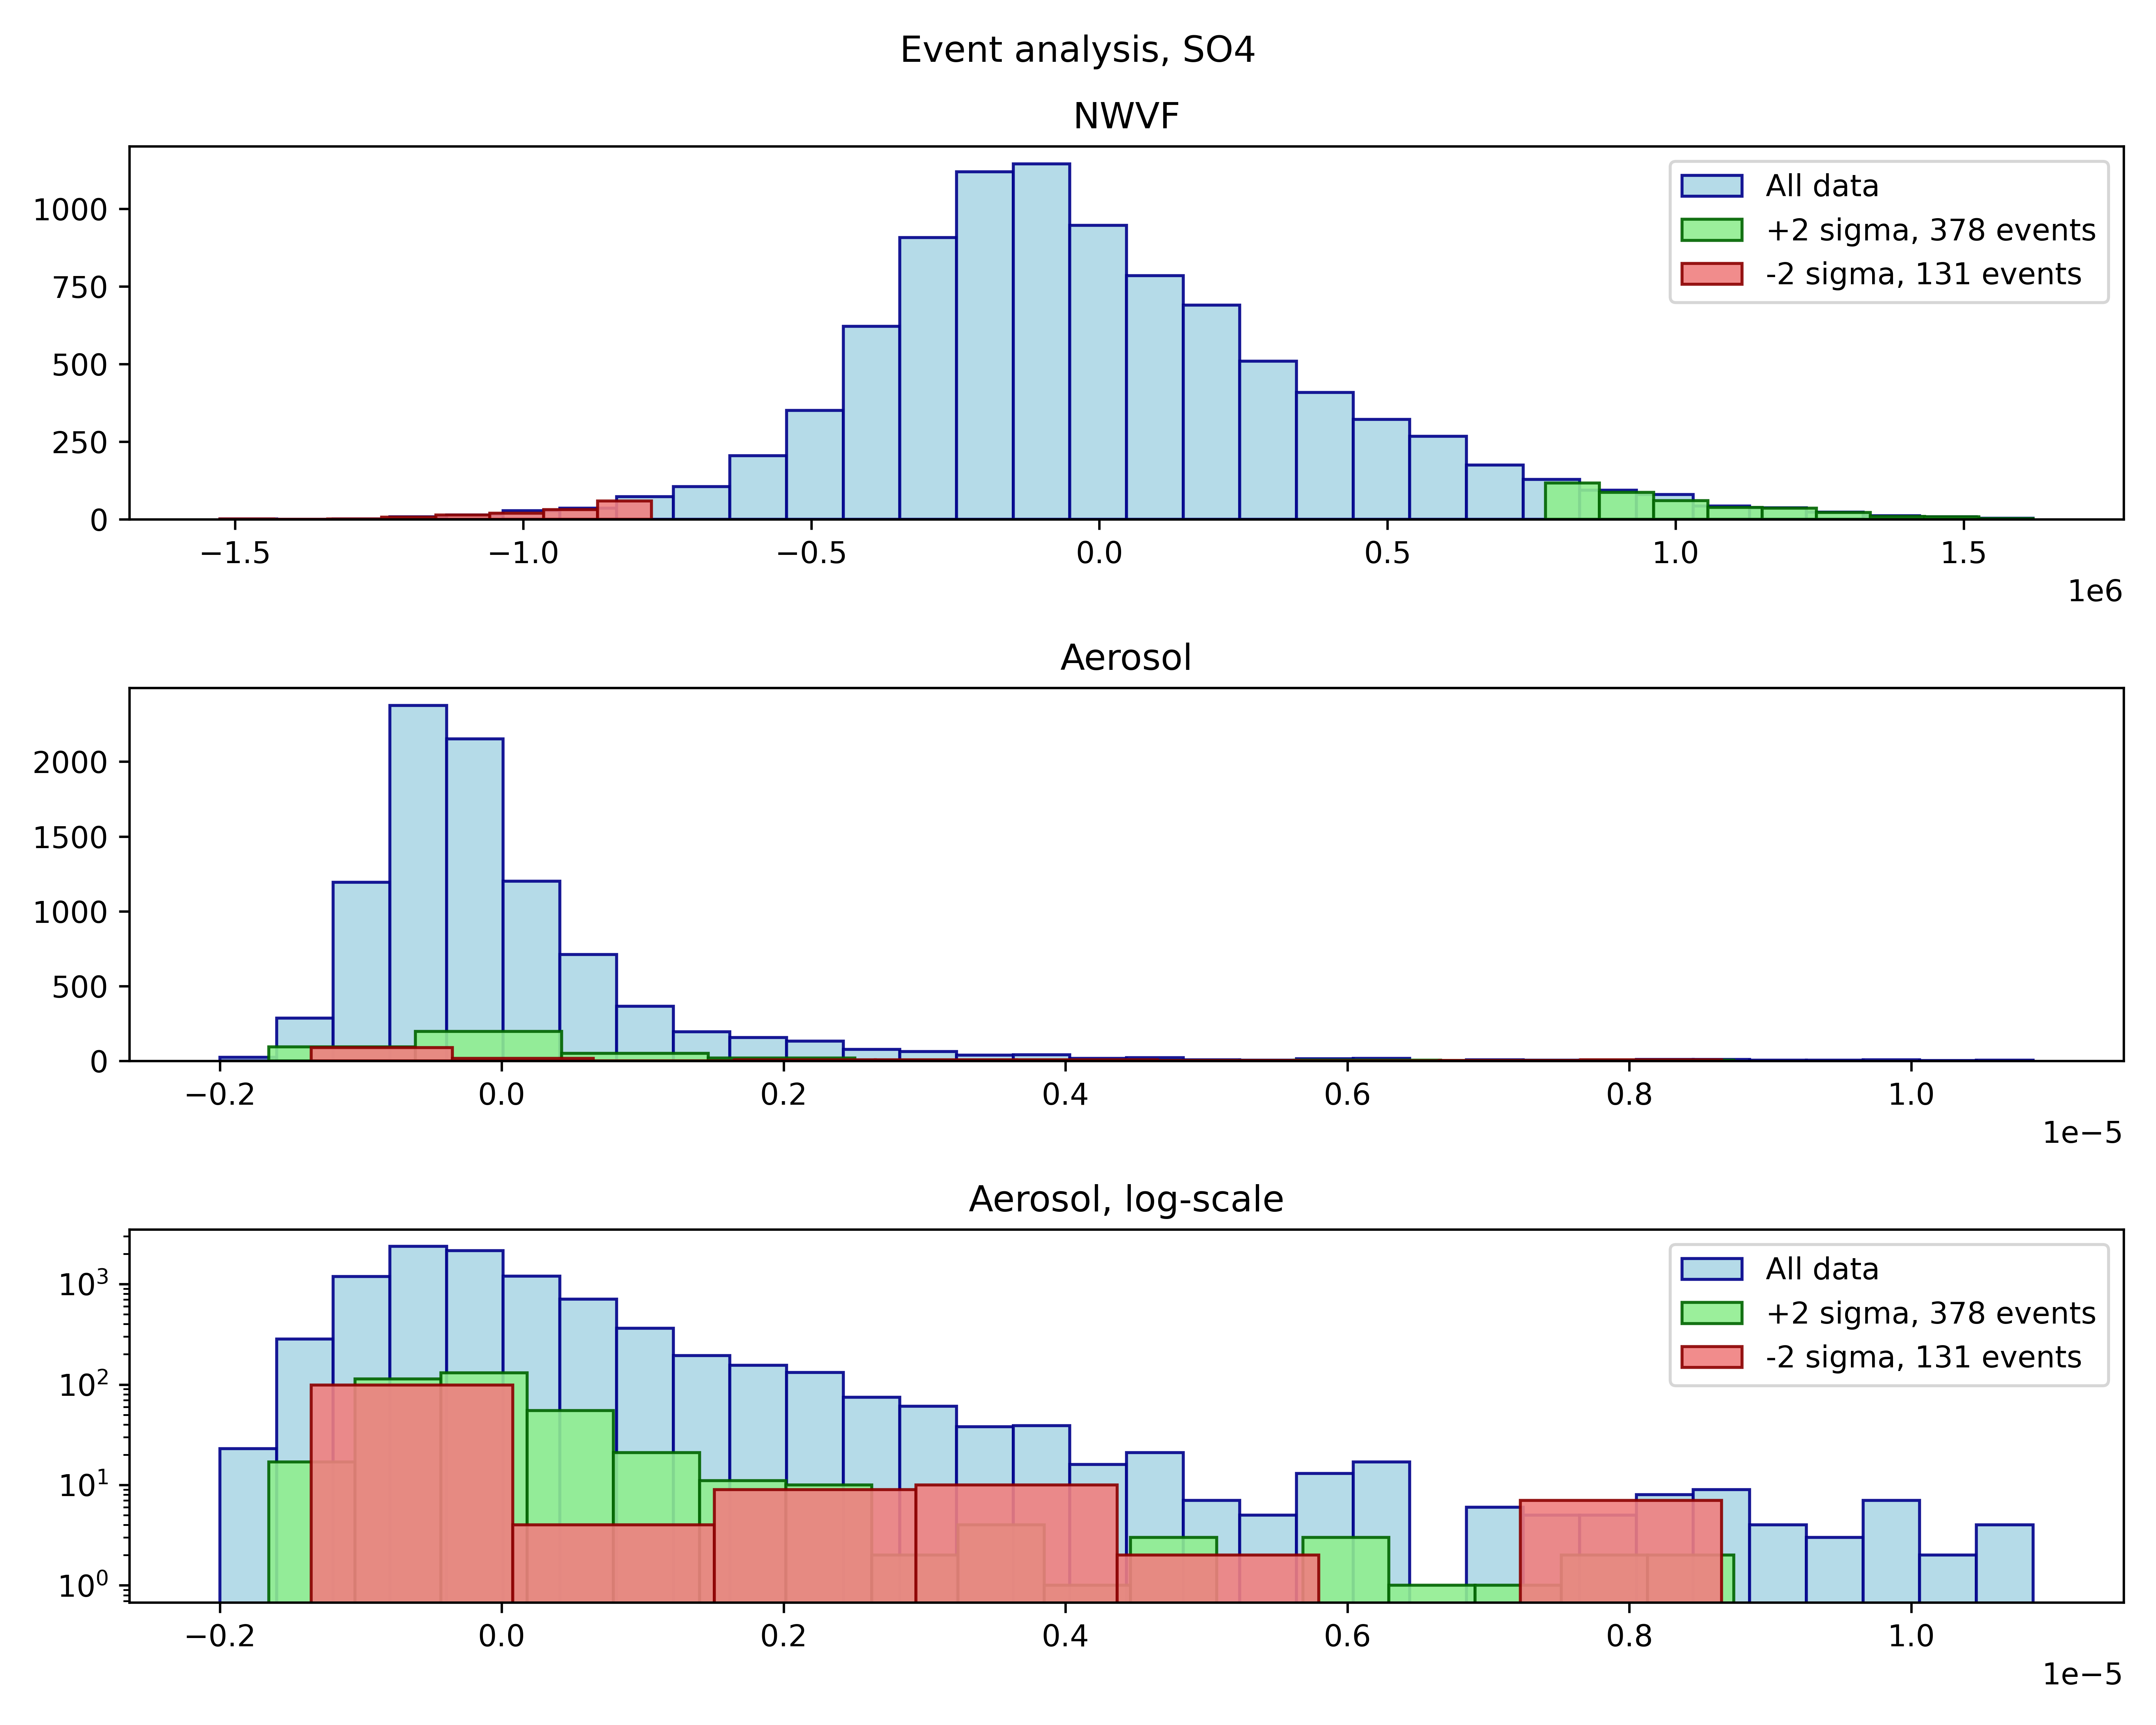 Event analysis, SO4
NWVF
1000
750
500
250
0
All data
+2 sigma, 378 events
-2 sigma, 131 events
−1.5 −1.0 −0.5 0.0 0.5 1.0 1.5
1e6
Aerosol
2000
1500
1000
500
0
−0.2 0.0 0.2 0.4 0.6 0.8 1.0
1e−5
Aerosol, log-scale
10³
10²
10¹
10⁰
All data
+2 sigma, 378 events
-2 sigma, 131 events
−0.2 0.0 0.2 0.4 0.6 0.8 1.0
1e−5